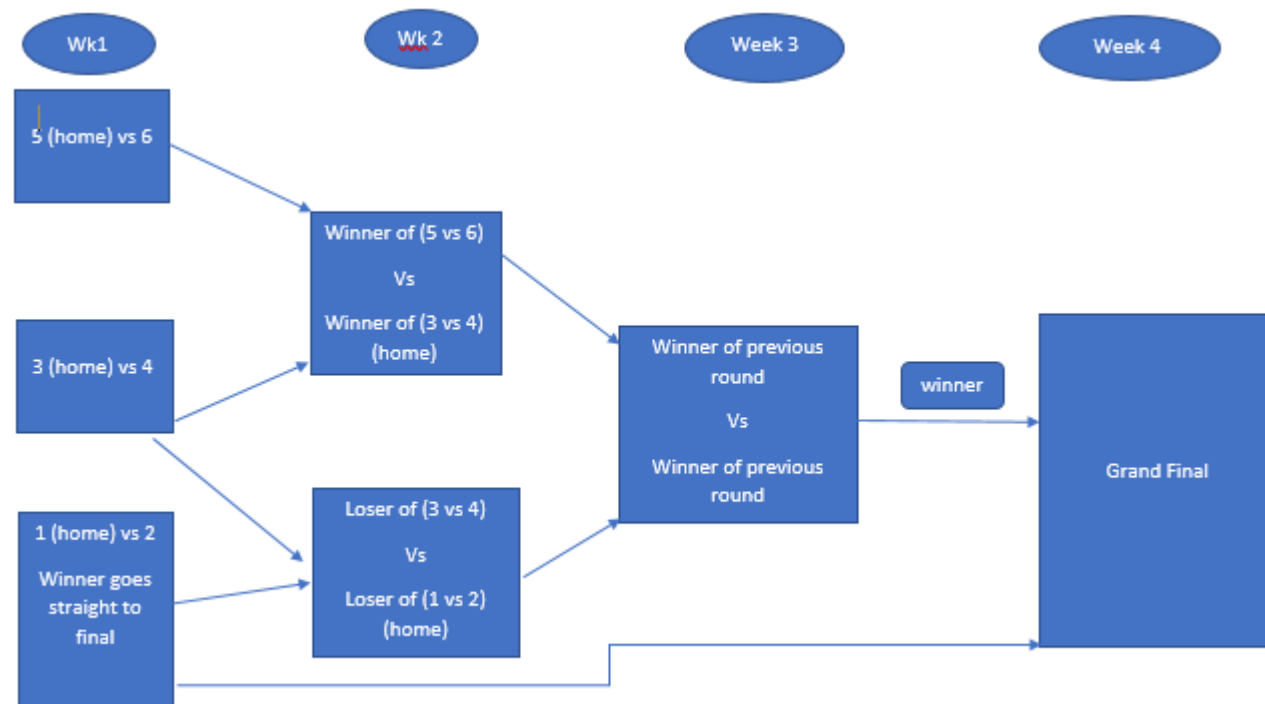 Wk1
Wk 2
Week 3
Week 4
5 (home) vs 6
3 (home) vs 4
1 (home) vs 2
Winner goes
straight to
final
Winner of (5 vs 6)
Vs
Winner of (3 vs 4)
(home)
Loser of (3 vs 4)
Vs
Loser of (1 vs 2)
(home)
Winner of previous
round
Vs
Winner of previous
round
winner
Grand Final